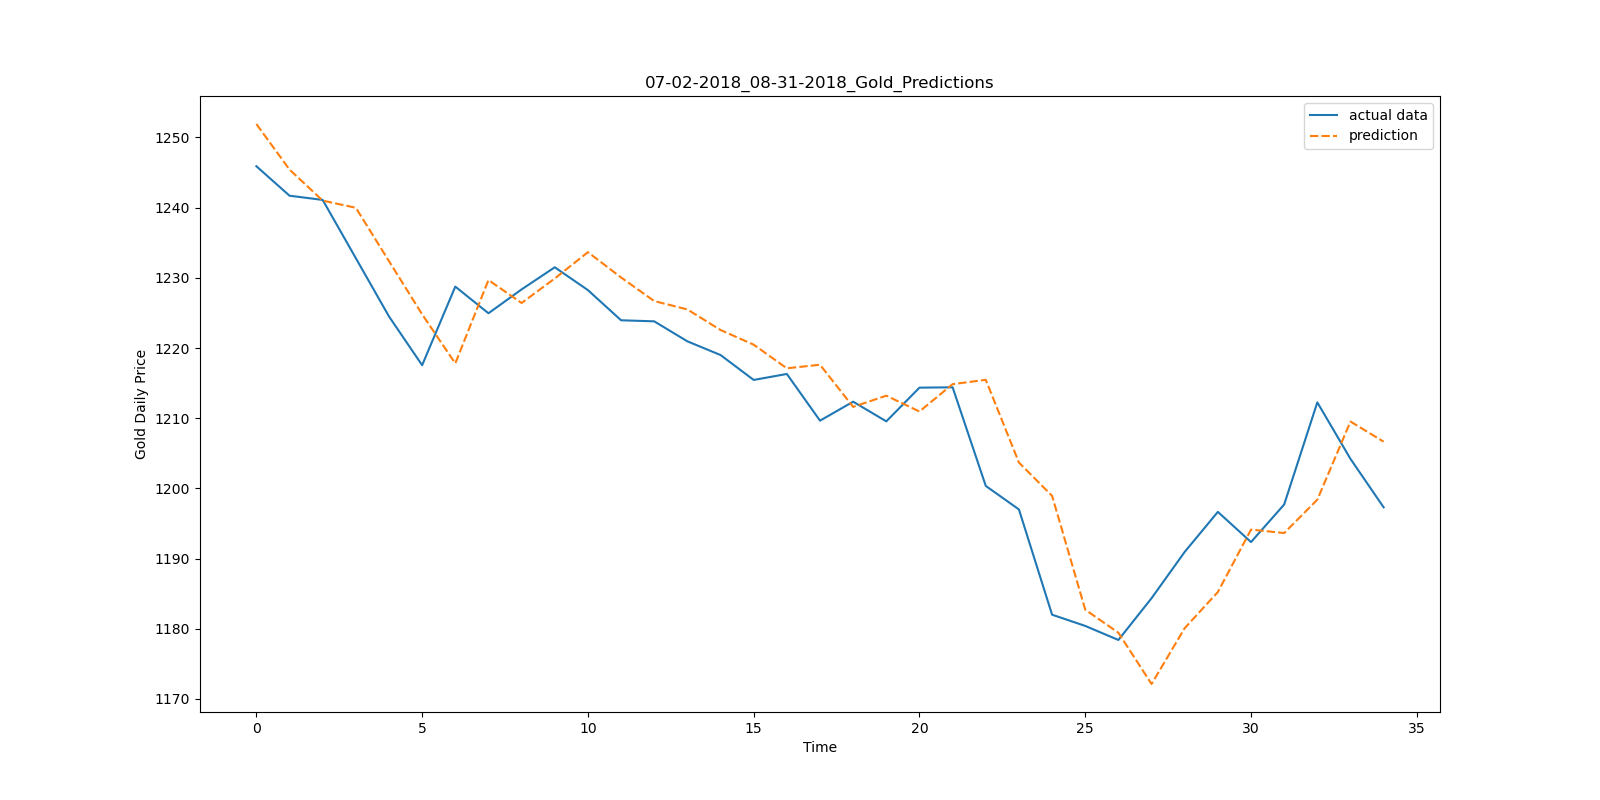 07-02-2018_08-31-2018_Gold_Predictions
actual data
prediction
1250
1240
1230
1220
1210
1200
1190
1180
1170
Gold Daily Price
0 5 10 15 20 25 30 35
Time